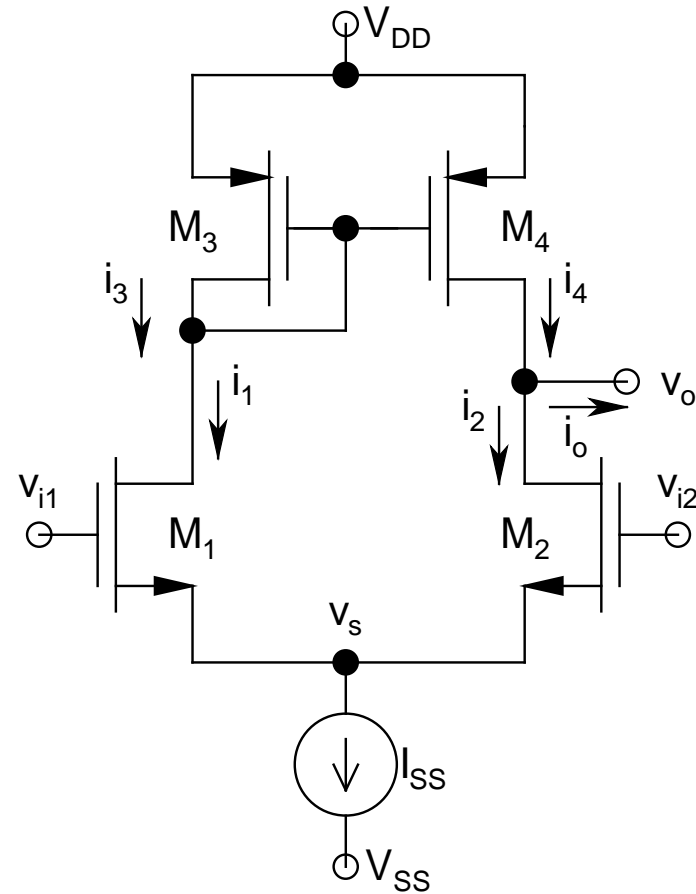 V_DD
M_3
M_4
i_3
i_4
i_1
i_2
v_o
i_o
v_i1
v_i2
M_1
M_2
v_s
I_SS
V_SS